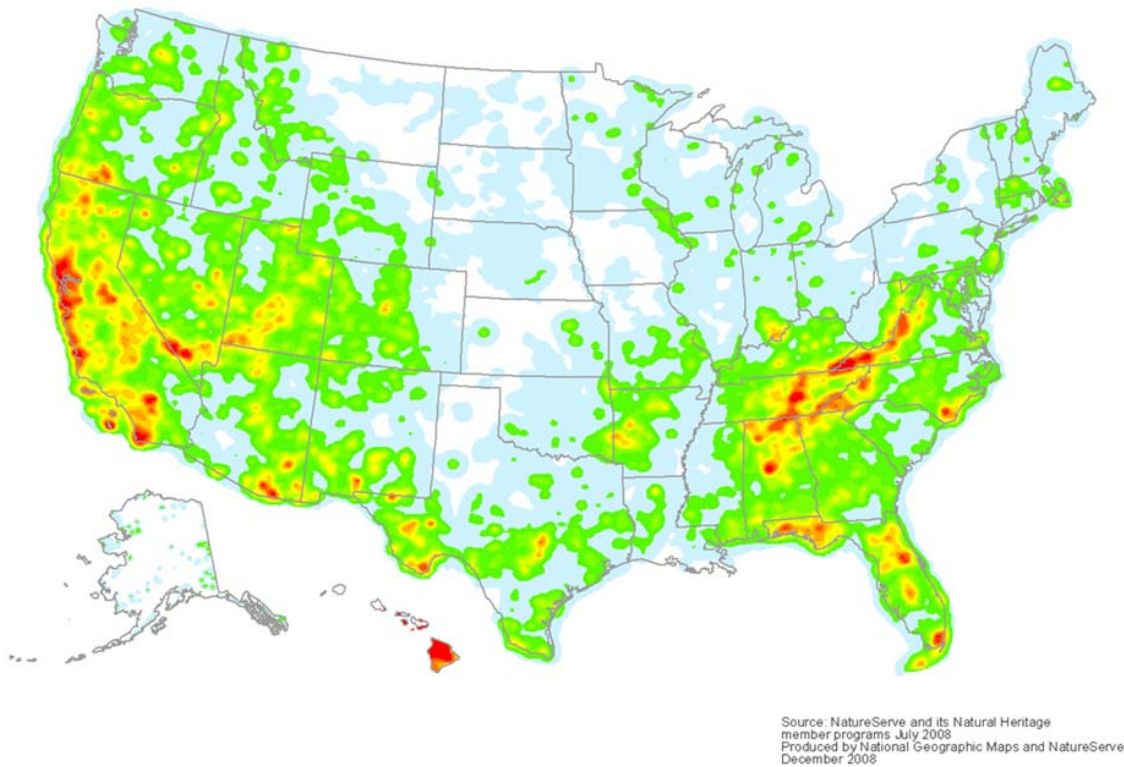 Source: NatureServe and its Natural Heritage
member programs July 2008
Produced by National Geographic Maps and NatureServe
December 2008